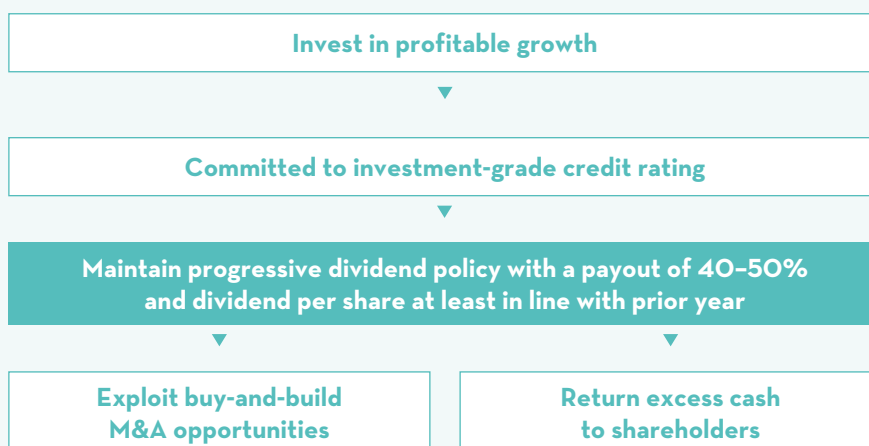 Invest in profitable growth
Committed to investment-grade credit rating
Maintain progressive dividend policy with a payout of 40–50%
and dividend per share at least in line with prior year
Exploit buy-and-build
M&A opportunities
Return excess cash
to shareholders